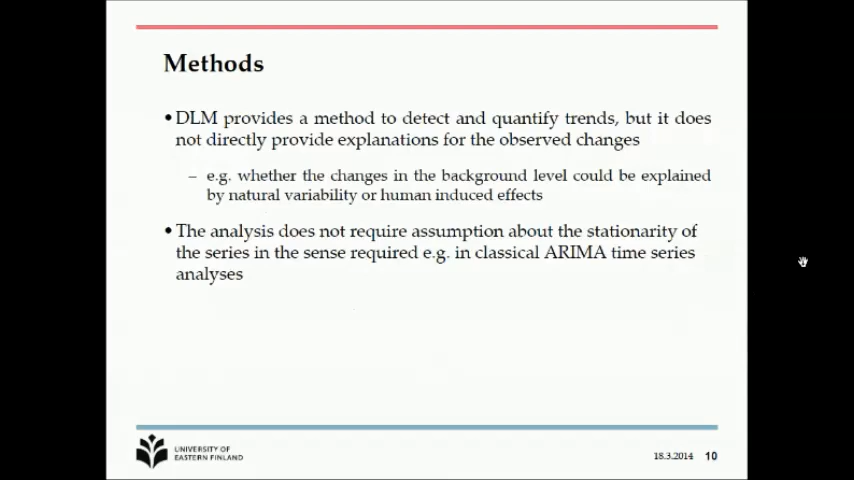 Methods
•DLM provides a method to detect and quantify trends, but it does
not directly provide explanations for the observed changes
– e.g. whether the changes in the background level could be explained
by natural variability or human induced effects
•The analysis does not require assumption about the stationarity of
the series in the sense required e.g. in classical ARIMA time series
analyses
UNIVERSITY OF
EASTERN FINLAND
18.3.2014 10